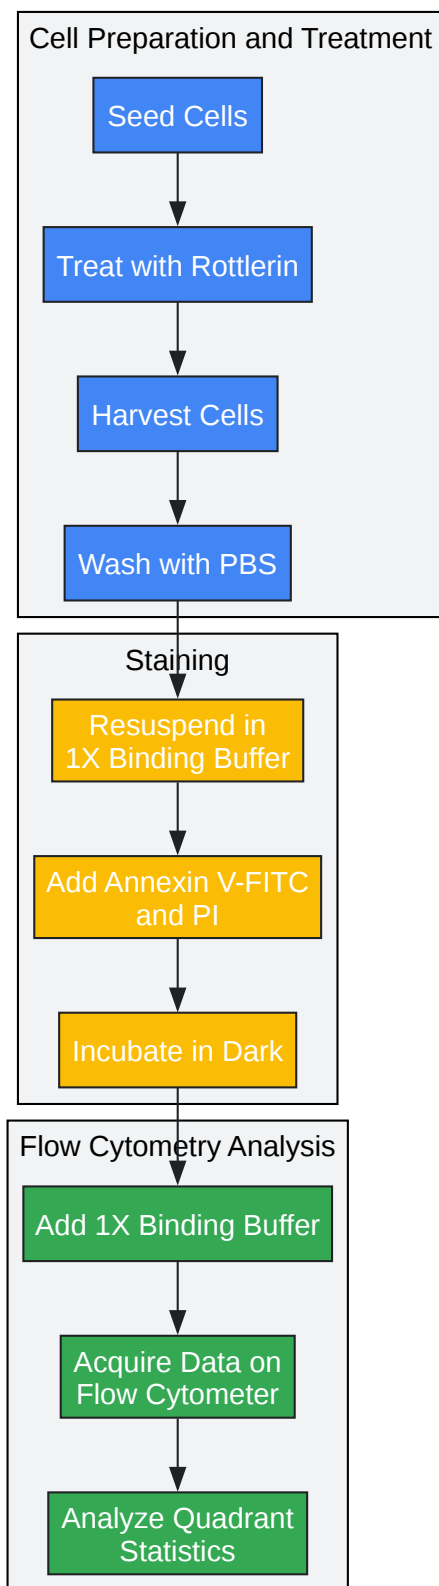 Cell Preparation and Treatment
Seed Cells
Treat with Rottlerin
Harvest Cells
Wash with PBS
Staining
Resuspend in
1X Binding Buffer
Add Annexin V-FITC
and PI
Incubate in Dark
Flow Cytometry Analysis
Add 1X Binding Buffer
Acquire Data on
Flow Cytometer
Analyze Quadrant
Statistics